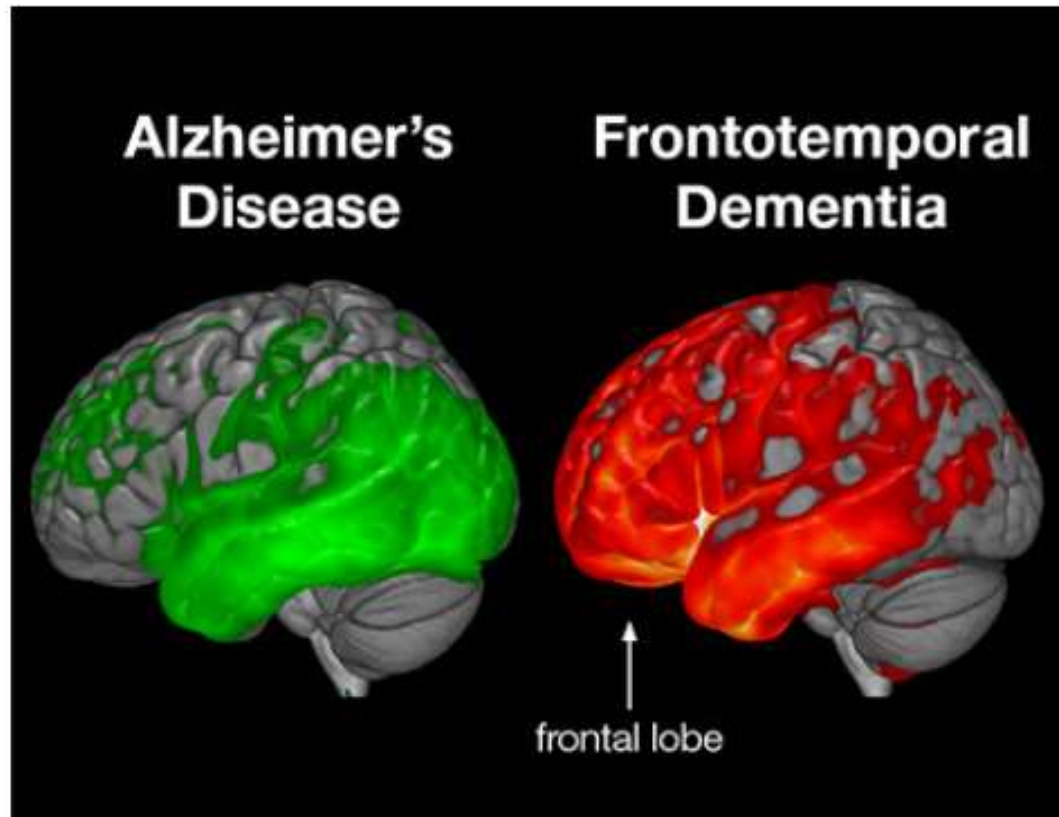 Alzheimer's
Disease
Frontotemporal
Dementia
frontal lobe